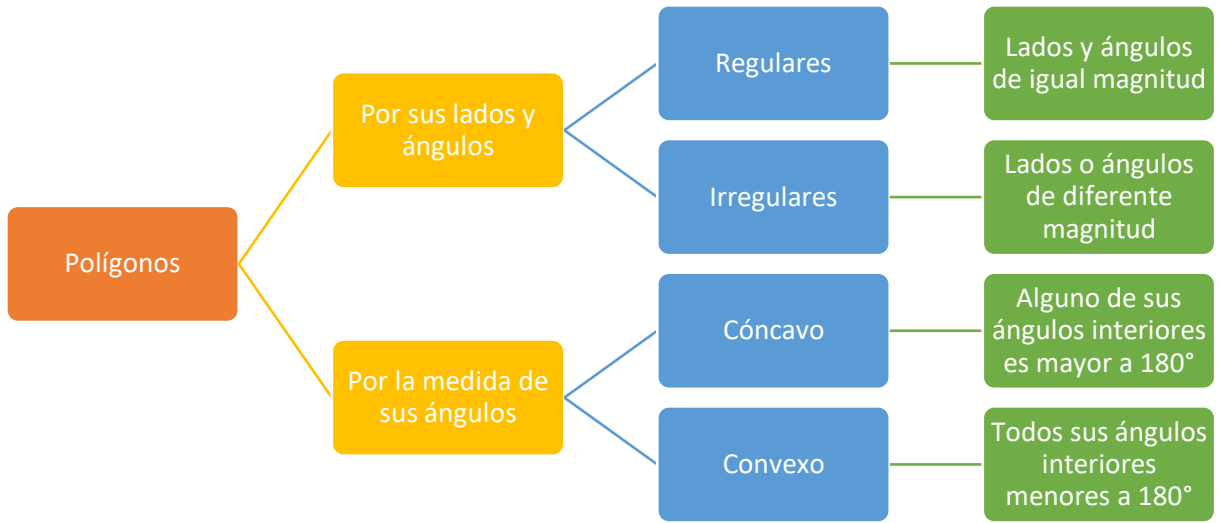 Polígonos
Por sus lados y
ángulos
Regulares
Lados y ángulos
de igual magnitud
Irregulares
Lados o ángulos
de diferente
magnitud
Por la medida de
sus ángulos
Cóncavo
Alguno de sus
ángulos interiores
es mayor a 180°
Convexo
Todos sus ángulos
interiores
menores a 180°